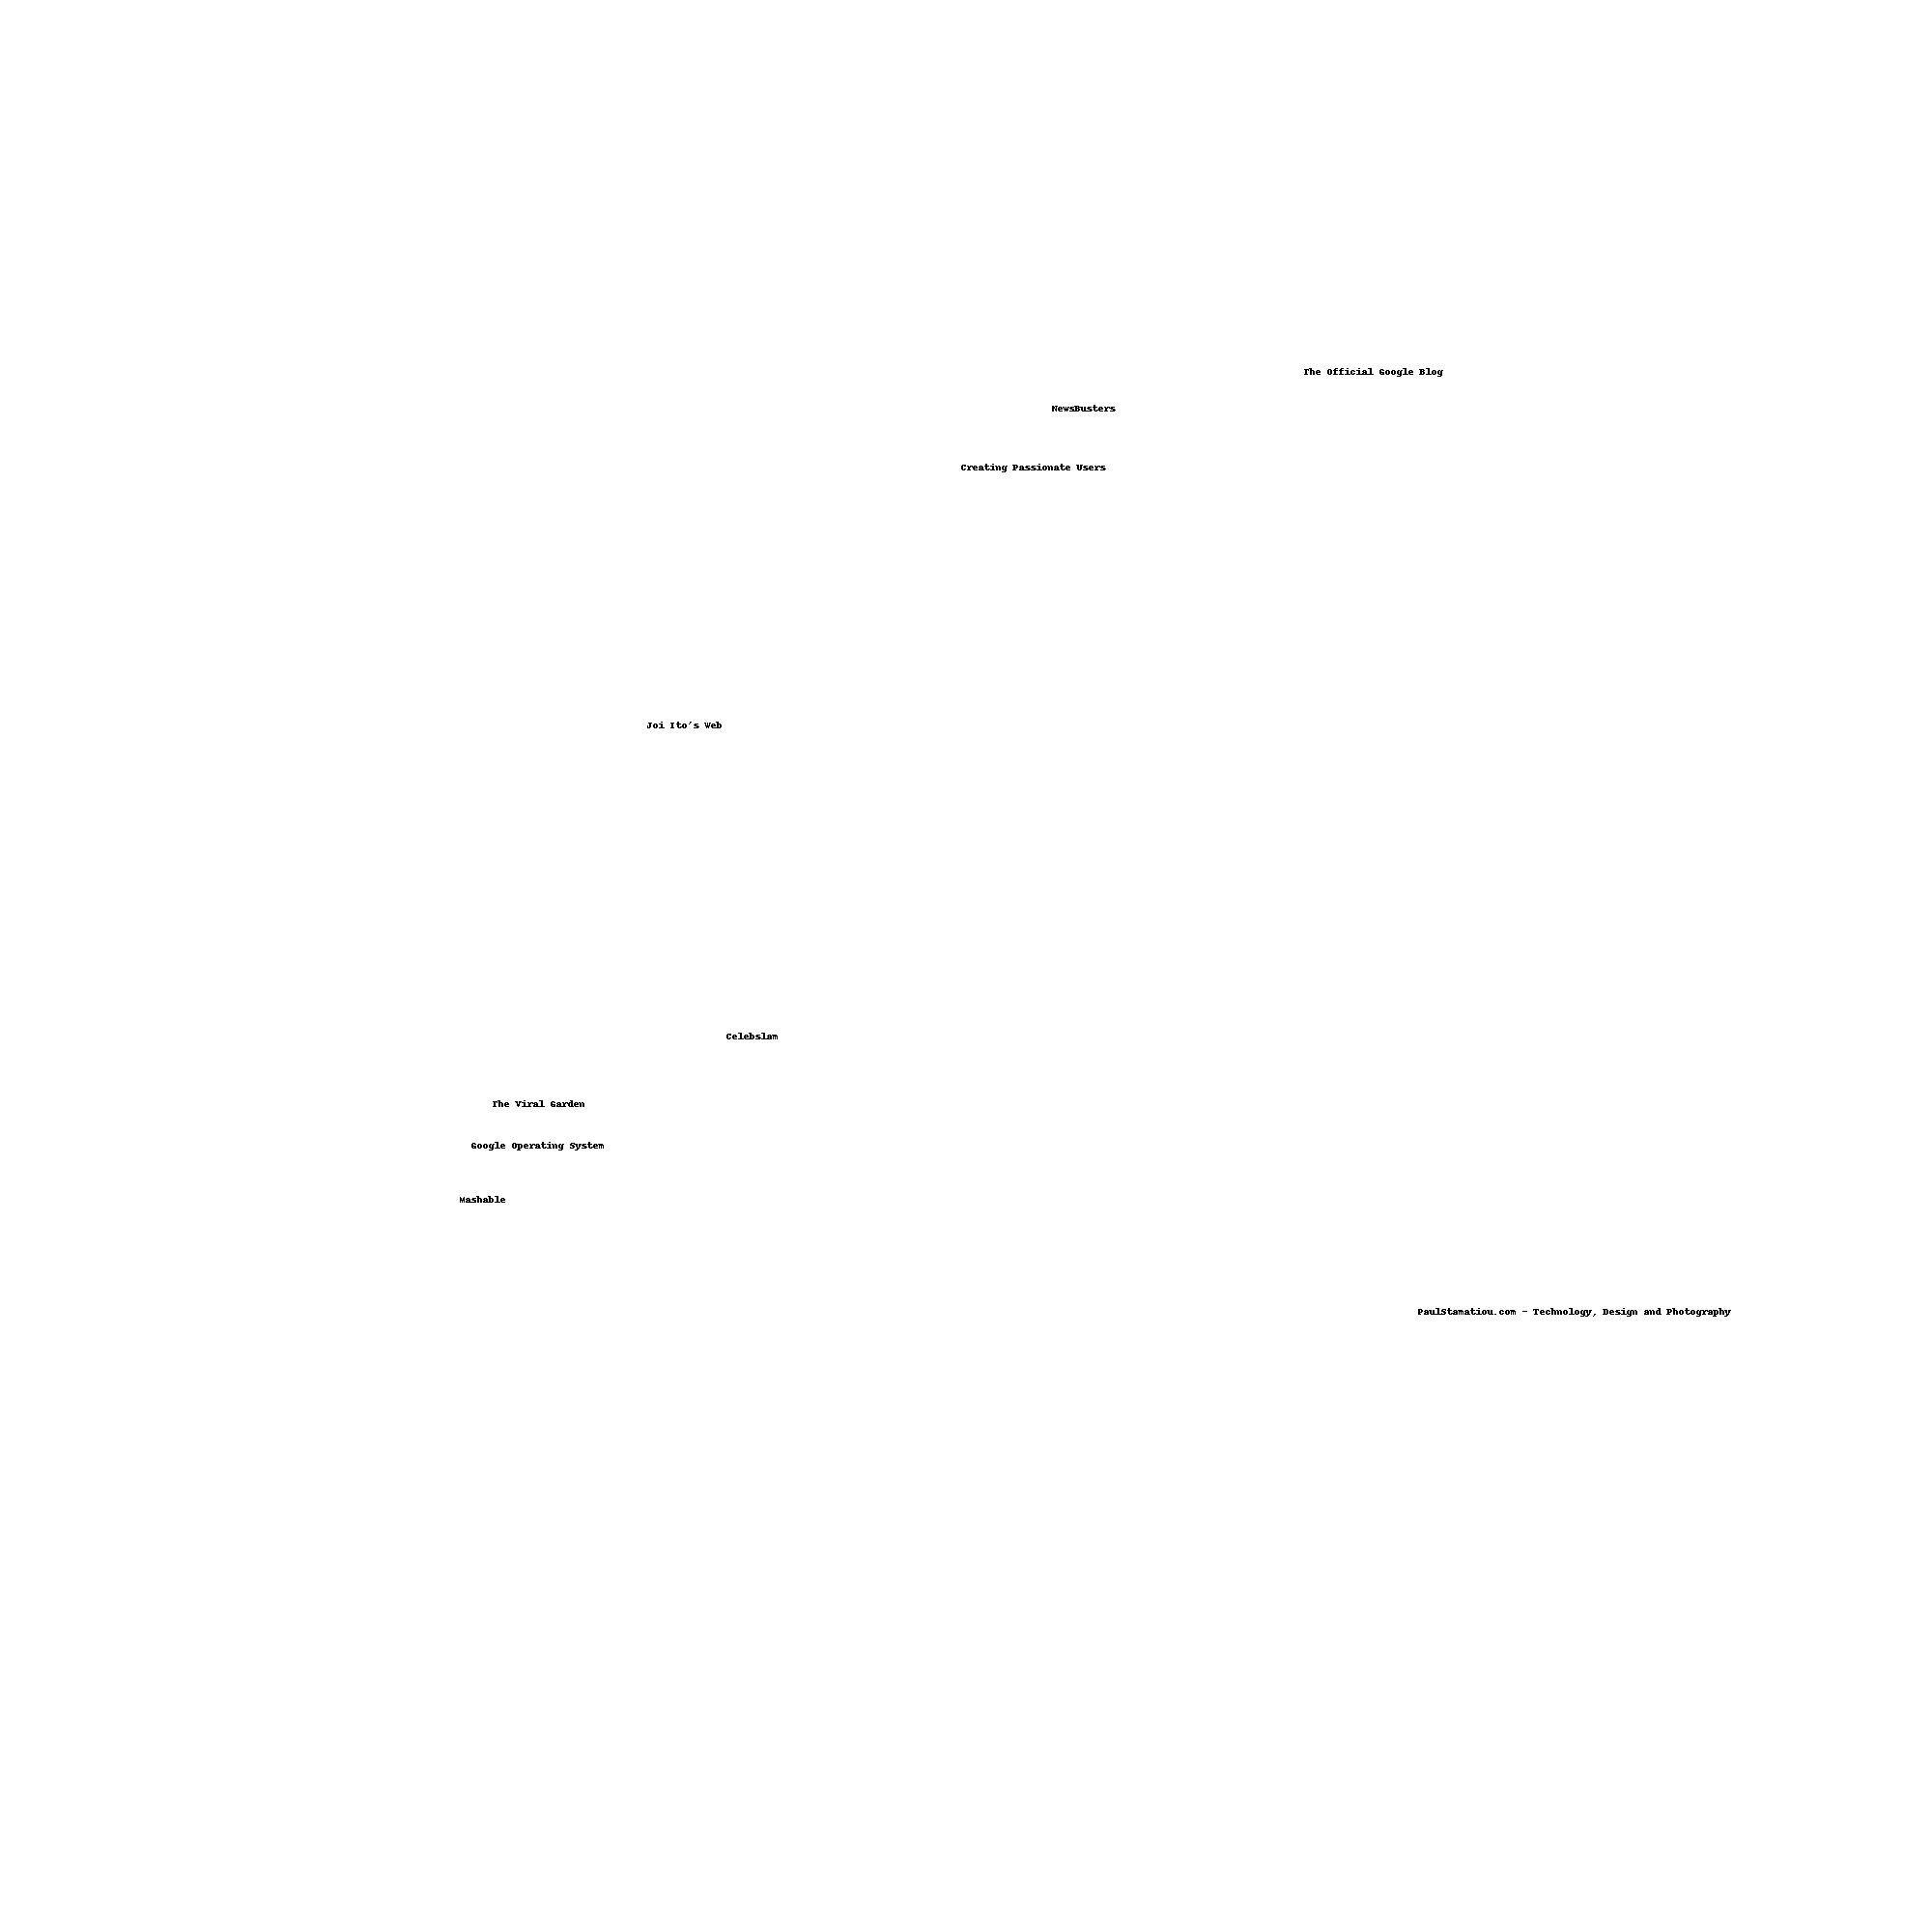 The Official Google Blog
NewsBusters
Creating Passionate Users
Joi Ito's Web
Celebslam
The Viral Garden
Google Operating System
Mashable
PaulStamatiou.com - Technology, Design and Photography